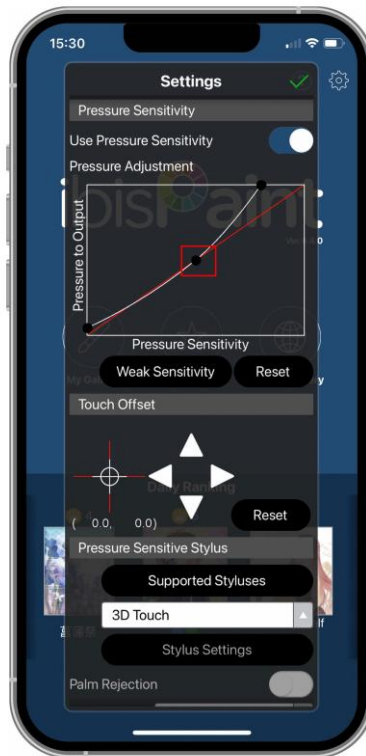 15:30
Settings
Pressure Sensitivity
Use Pressure Sensitivity
Pressure Adjustment
ibisPaint
Pressure to Output
Pressure Sensitivity
Weak Sensitivity
Reset
Touch Offset
Daily Ranking
( 0.0, 0.0)
Reset
Pressure Sensitive Stylus
Supported Styluses
3D Touch
Stylus Settings
Palm Rejection